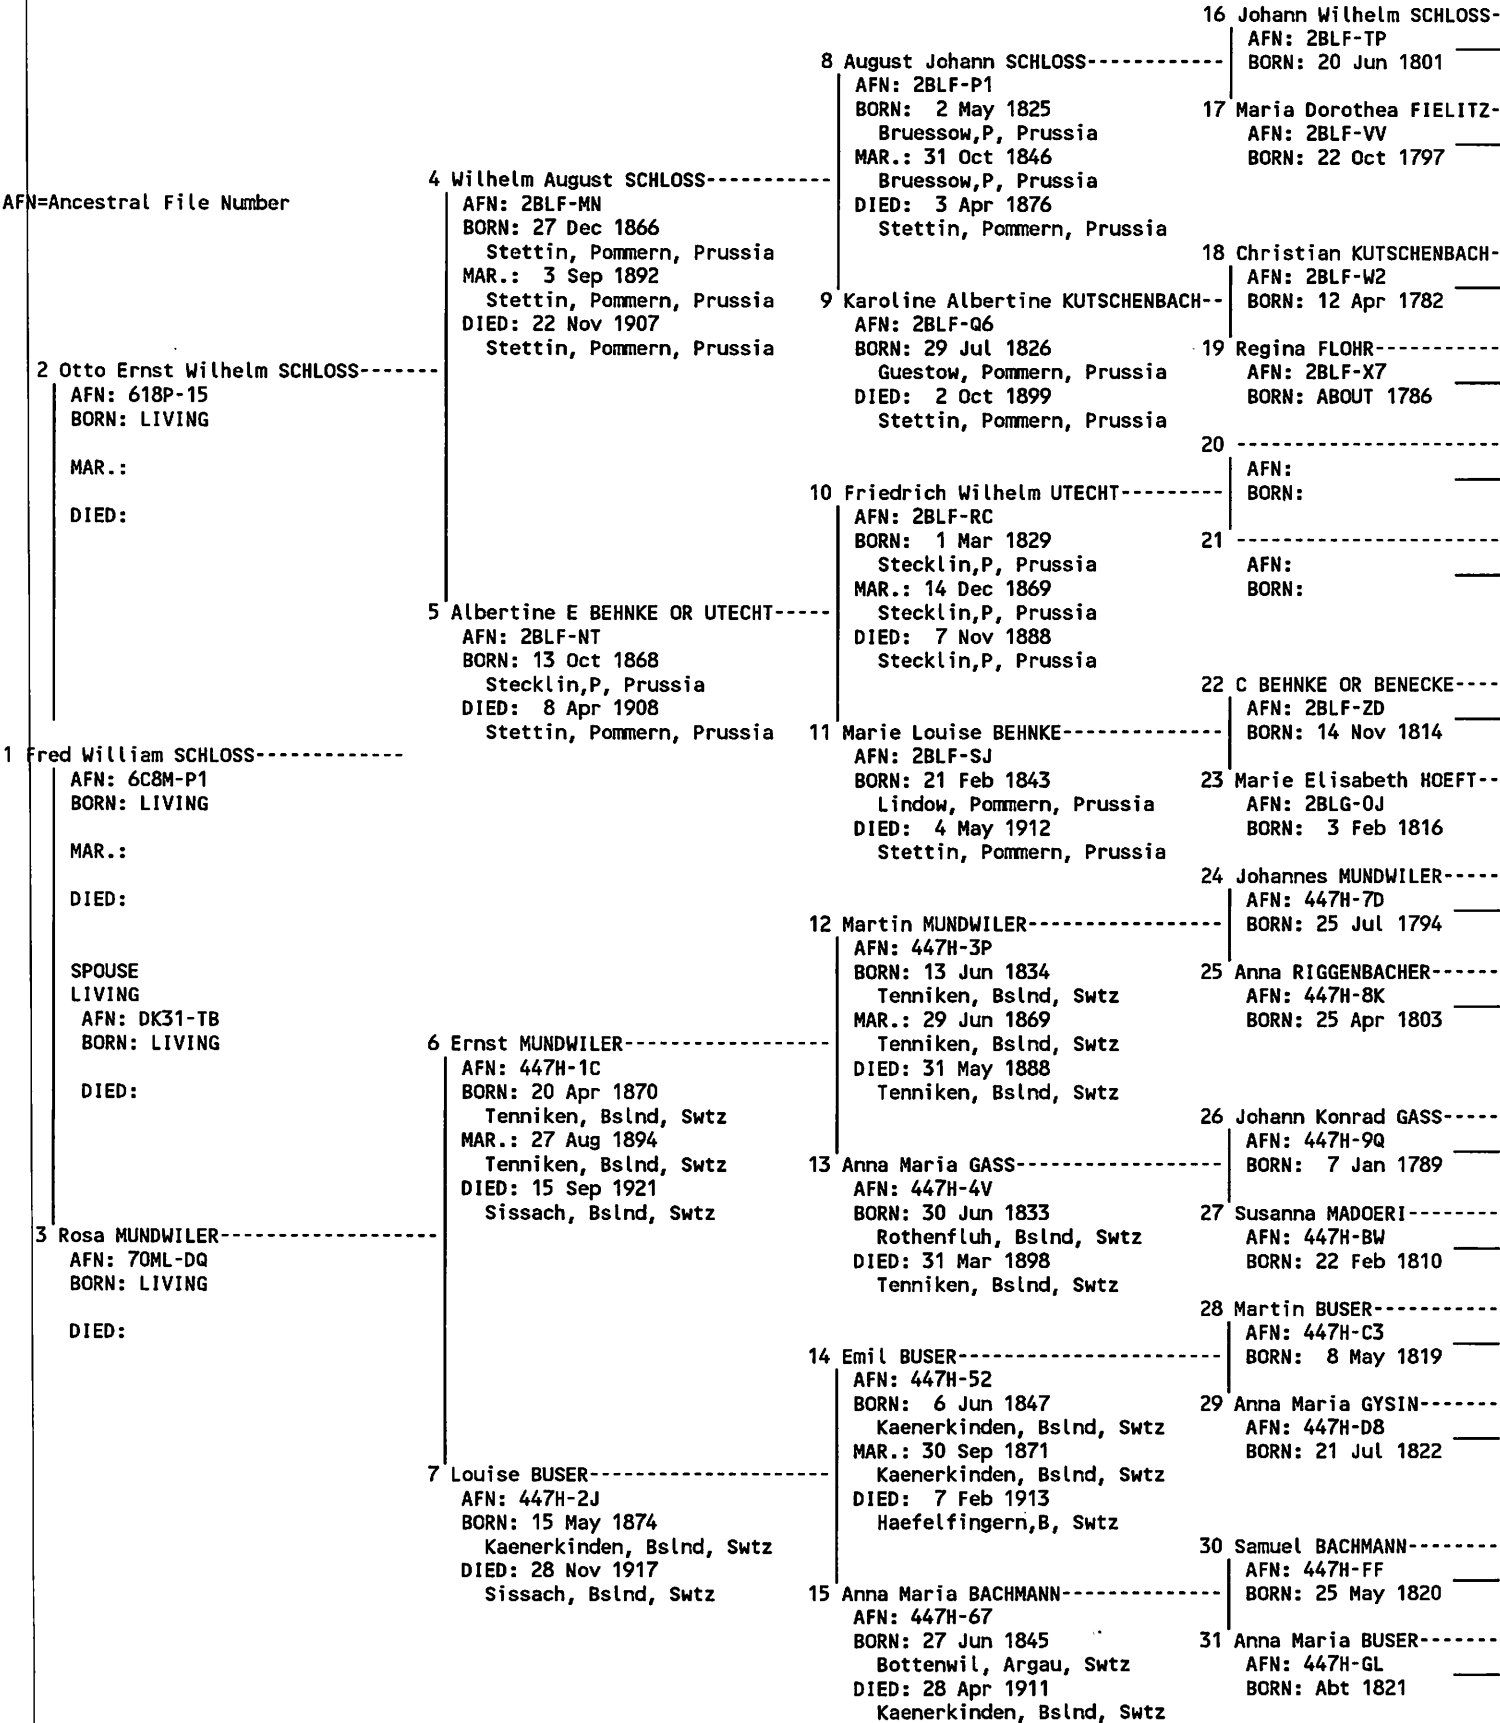 AFN=Ancestral File Number
1 Fred William SCHLOSS-------------
AFN: 6C8M-P1
BORN: LIVING
MAR.:
DIED:
SPOUSE
LIVING
AFN: DK31-TB
BORN: LIVING
DIED:
2 Otto Ernst Wilhelm SCHLOSS-------
AFN: 618P-15
BORN: LIVING
MAR.:
DIED:
3 Rosa MUNDWILER-------------------
AFN: 70ML-DQ
BORN: LIVING
DIED:
4 Wilhelm August SCHLOSS-----------
AFN: 2BLF-MN
BORN: 27 Dec 1866
Stettin, Pommern, Prussia
MAR.: 3 Sep 1892
Stettin, Pommern, Prussia
DIED: 22 Nov 1907
Stettin, Pommern, Prussia
5 Albertine E BEHNKE OR UTECHT-----
AFN: 2BLF-NT
BORN: 13 Oct 1868
Stecklin,P, Prussia
DIED: 8 Apr 1908
Stettin, Pommern, Prussia
6 Ernst MUNDWILER------------------
AFN: 447H-1C
BORN: 20 Apr 1870
Tenniken, Bslnd, Swtz
MAR.: 27 Aug 1894
Tenniken, Bslnd, Swtz
DIED: 15 Sep 1921
Sissach, Bslnd, Swtz
7 Louise BUSER---------------------
AFN: 447H-2J
BORN: 15 May 1874
Kaenerkinden, Bslnd, Swtz
DIED: 28 Nov 1917
Sissach, Bslnd, Swtz
8 August Johann SCHLOSS------------
AFN: 2BLF-P1
BORN: 2 May 1825
Bruessow,P, Prussia
MAR.: 31 Oct 1846
Bruessow,P, Prussia
DIED: 3 Apr 1876
Stettin, Pommern, Prussia
9 Karoline Albertine KUTSCHENBACH--
AFN: 2BLF-Q6
BORN: 29 Jul 1826
Guestow, Pommern, Prussia
DIED: 2 Oct 1899
Stettin, Pommern, Prussia
10 Friedrich Wilhelm UTECHT---------
AFN: 2BLF-RC
BORN: 1 Mar 1829
Stecklin,P, Prussia
MAR.: 14 Dec 1869
Stecklin,P, Prussia
DIED: 7 Nov 1888
Stecklin,P, Prussia
11 Marie Louise BEHNKE--------------
AFN: 2BLF-SJ
BORN: 21 Feb 1843
Lindow, Pommern, Prussia
DIED: 4 May 1912
Stettin, Pommern, Prussia
12 Martin MUNDWILER-----------------
AFN: 447H-3P
BORN: 13 Jun 1834
Tenniken, Bslnd, Swtz
MAR.: 29 Jun 1869
Tenniken, Bslnd, Swtz
DIED: 31 May 1888
Tenniken, Bslnd, Swtz
13 Anna Maria GASS------------------
AFN: 447H-4V
BORN: 30 Jun 1833
Rothenfluh, Bslnd, Swtz
DIED: 31 Mar 1898
Tenniken, Bslnd, Swtz
14 Emil BUSER-----------------------
AFN: 447H-52
BORN: 6 Jun 1847
Kaenerkinden, Bslnd, Swtz
MAR.: 30 Sep 1871
Kaenerkinden, Bslnd, Swtz
DIED: 7 Feb 1913
Haefelfingern,B, Swtz
15 Anna Maria BACHMANN--------------
AFN: 447H-67
BORN: 27 Jun 1845
Bottenwil, Argau, Swtz
DIED: 28 Apr 1911
Kaenerkinden, Bslnd, Swtz
16 Johann Wilhelm SCHLOSS-
AFN: 2BLF-TP
BORN: 20 Jun 1801
17 Maria Dorothea FIELITZ-
AFN: 2BLF-VV
BORN: 22 Oct 1797
18 Christian KUTSCHENBACH-
AFN: 2BLF-W2
BORN: 12 Apr 1782
19 Regina FLOHR-----------
AFN: 2BLF-X7
BORN: ABOUT 1786
20 -----------------------
AFN:
BORN:
21 -----------------------
AFN:
BORN:
22 C BEHNKE OR BENECKE----
AFN: 2BLF-ZD
BORN: 14 Nov 1814
23 Marie Elisabeth HOEFT--
AFN: 2BLG-0J
BORN: 3 Feb 1816
24 Johannes MUNDWILER-----
AFN: 447H-7D
BORN: 25 Jul 1794
25 Anna RIGGENBACHER------
AFN: 447H-8K
BORN: 25 Apr 1803
26 Johann Konrad GASS-----
AFN: 447H-9Q
BORN: 7 Jan 1789
27 Susanna MADOERI--------
AFN: 447H-BW
BORN: 22 Feb 1810
28 Martin BUSER-----------
AFN: 447H-C3
BORN: 8 May 1819
29 Anna Maria GYSIN-------
AFN: 447H-D8
BORN: 21 Jul 1822
30 Samuel BACHMANN--------
AFN: 447H-FF
BORN: 25 May 1820
31 Anna Maria BUSER-------
AFN: 447H-GL
BORN: Abt 1821